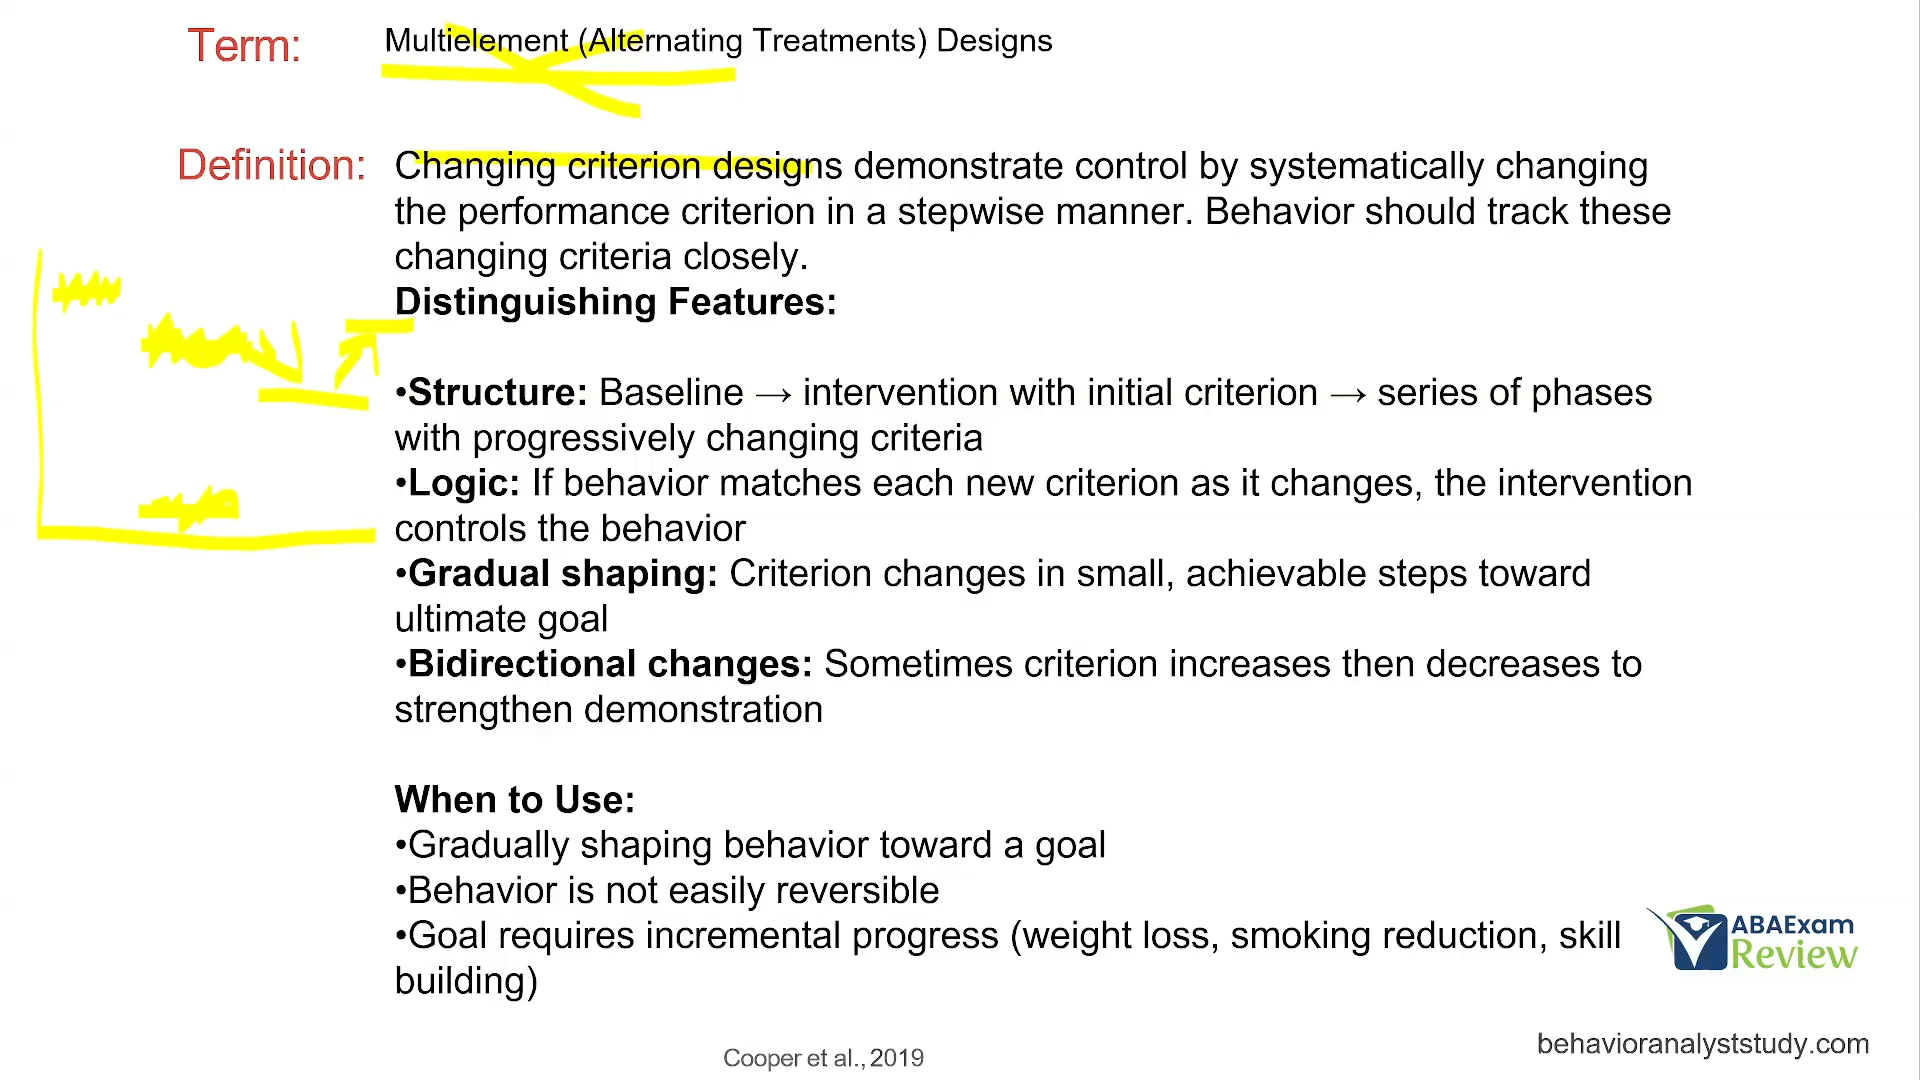 Term: Multielement (Alternating Treatments) Designs
Definition: Changing criterion designs demonstrate control by systematically changing
the performance criterion in a stepwise manner. Behavior should track these
changing criteria closely.
Distinguishing Features:
•Structure: Baseline → intervention with initial criterion → series of phases
with progressively changing criteria
•Logic: If behavior matches each new criterion as it changes, the intervention
controls the behavior
•Gradual shaping: Criterion changes in small, achievable steps toward
ultimate goal
•Bidirectional changes: Sometimes criterion increases then decreases to
strengthen demonstration
When to Use:
•Gradually shaping behavior toward a goal
•Behavior is not easily reversible
•Goal requires incremental progress (weight loss, smoking reduction, skill
building)
ABAExam
Review
Cooper et al., 2019
behavioranalyststudy.com